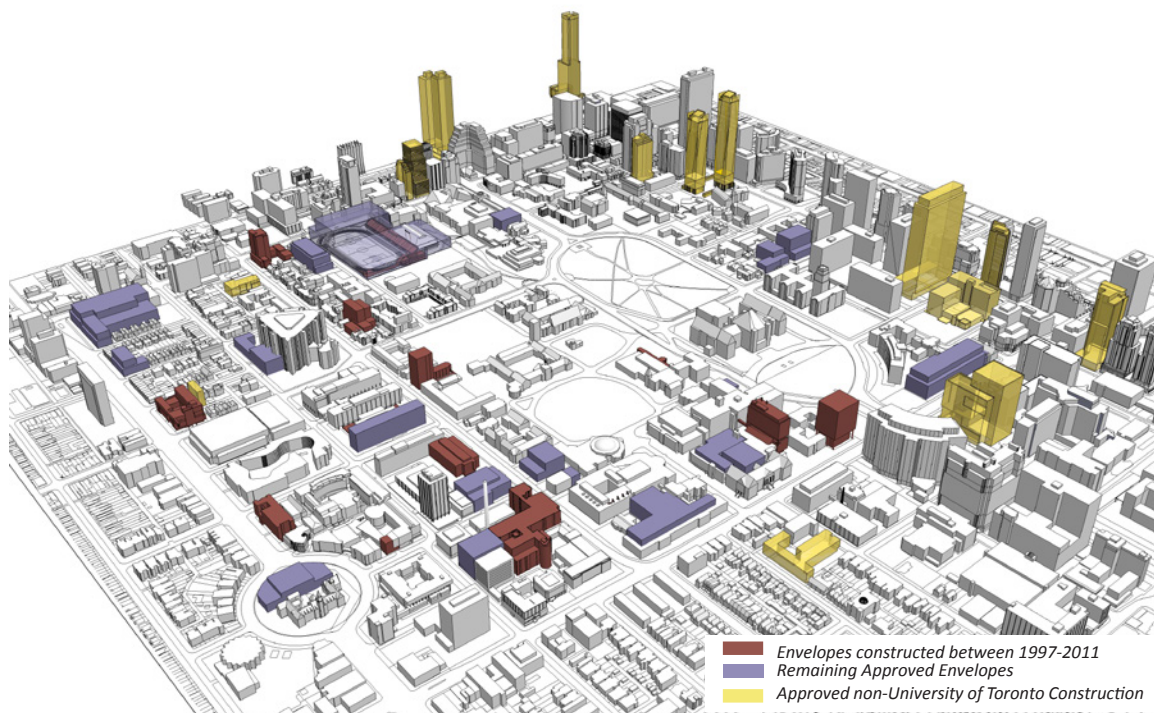 Envelopes constructed between 1997-2011
Remaining Approved Envelopes
Approved non-University of Toronto Construction